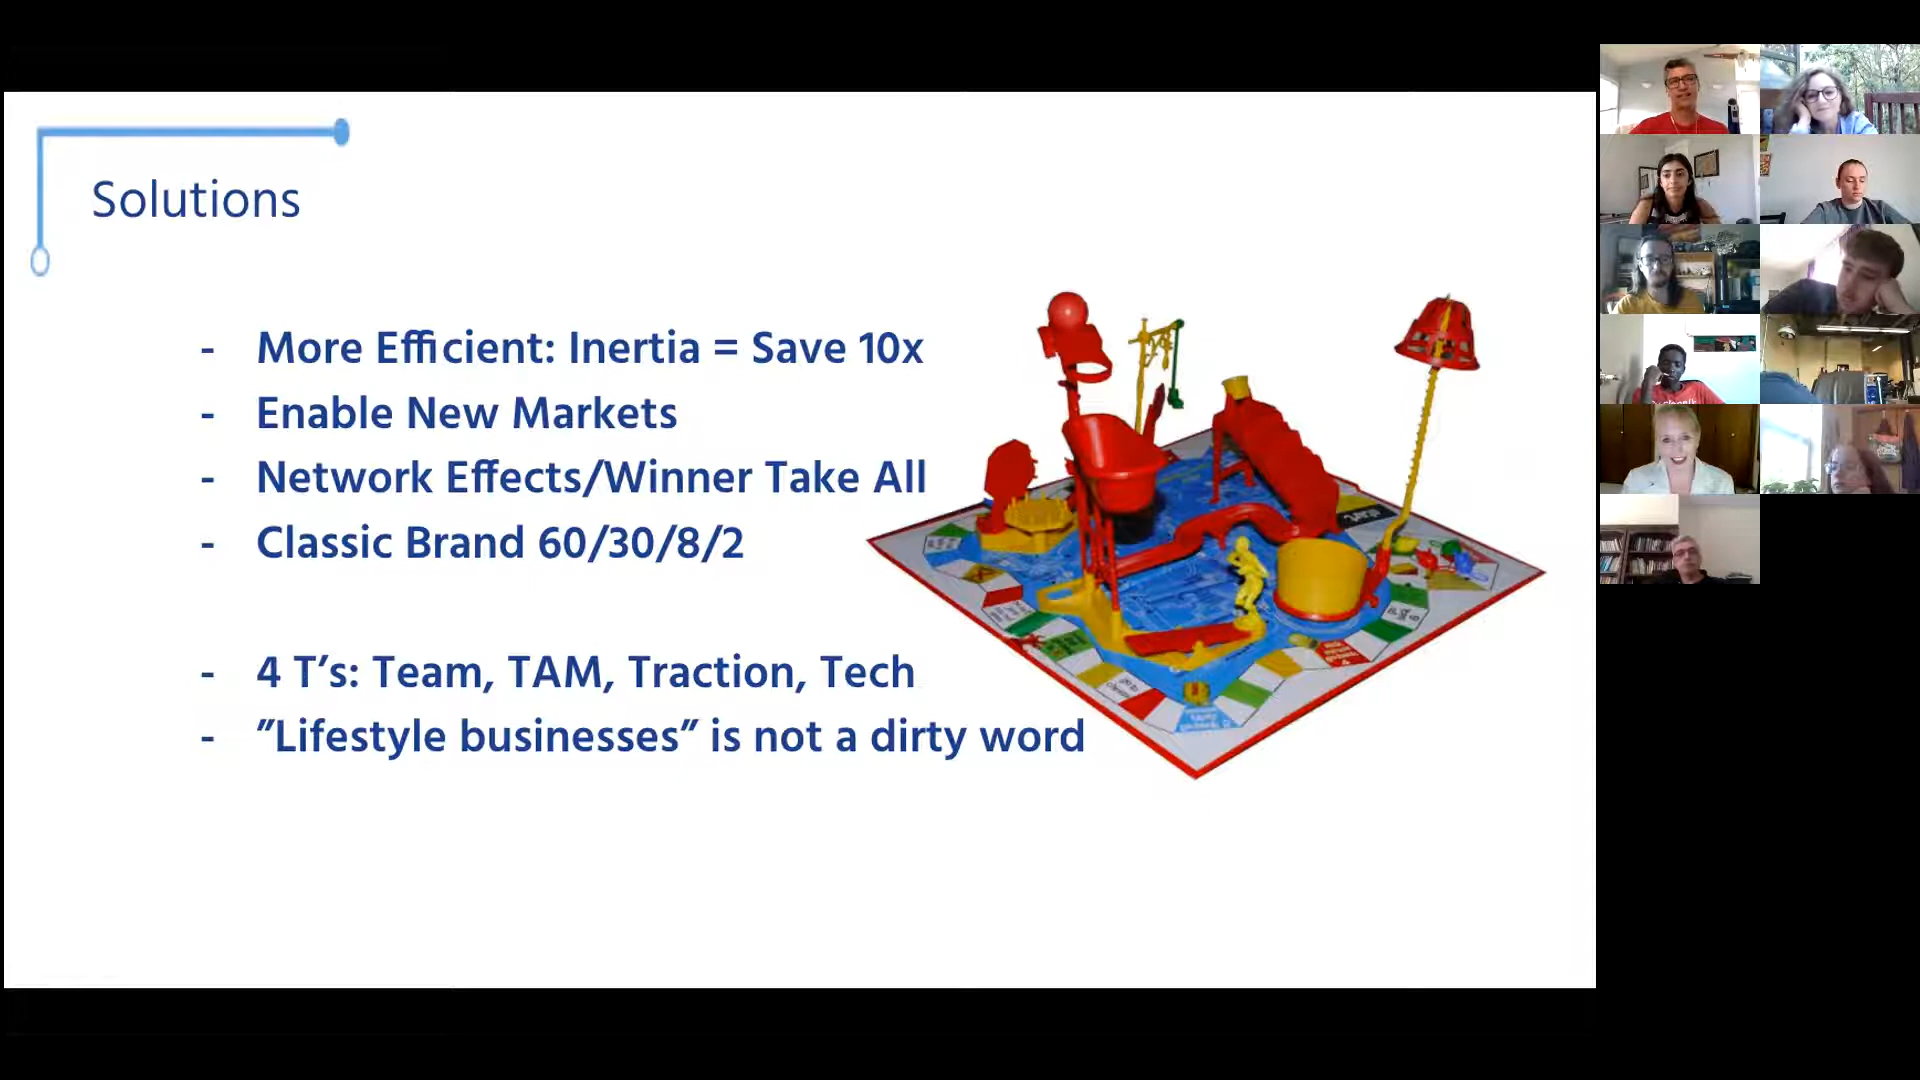 Solutions
- More Efficient: Inertia = Save 10x
- Enable New Markets
- Network Effects/Winner Take All
- Classic Brand 60/30/8/2
- 4 T’s: Team, TAM, Traction, Tech
- ”Lifestyle businesses” is not a dirty word